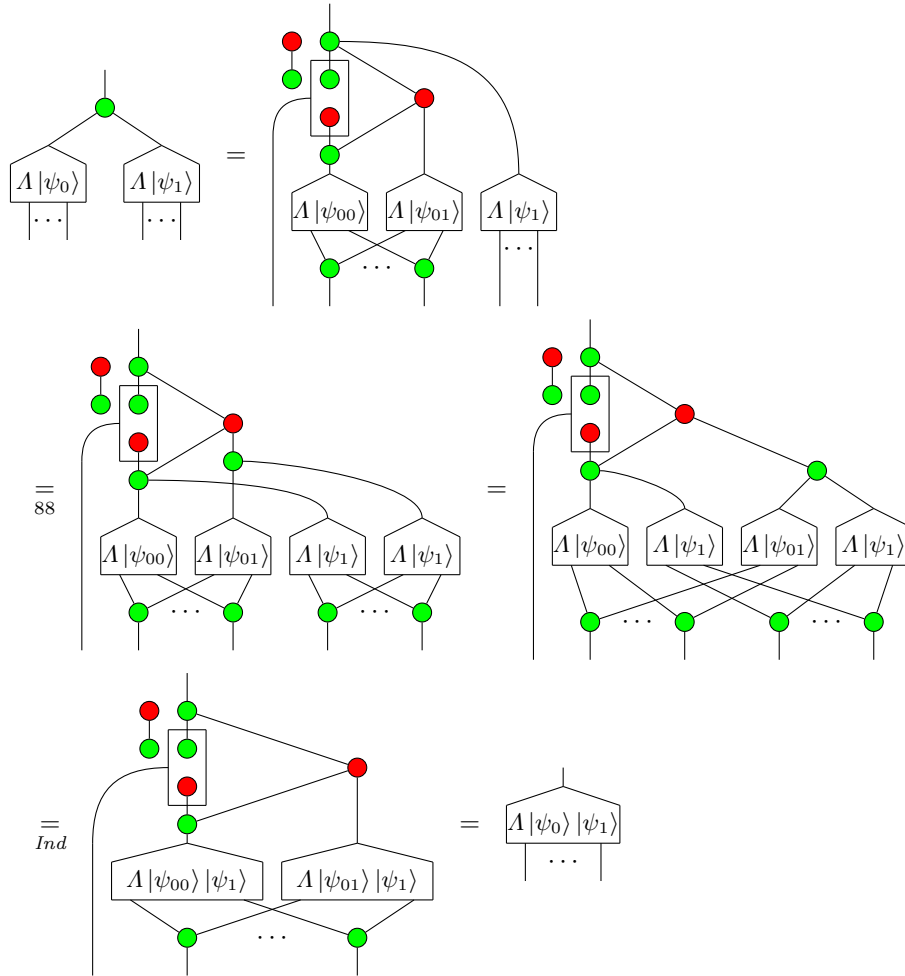 Λ|ψ₀⟩ Λ|ψ₁⟩ = Λ|ψ₀₀⟩ Λ|ψ₀₁⟩ Λ|ψ₁⟩
··· ··· ··· ···
= Λ|ψ₀₀⟩ Λ|ψ₀₁⟩ Λ|ψ₁⟩ Λ|ψ₁⟩ = Λ|ψ₀₀⟩ Λ|ψ₁⟩ Λ|ψ₀₁⟩ Λ|ψ₁⟩
88
··· ··· ··· ···
= Λ|ψ₀₀⟩|ψ₁⟩ Λ|ψ₀₁⟩|ψ₁⟩ = Λ|ψ₀⟩|ψ₁⟩
Ind
··· ···